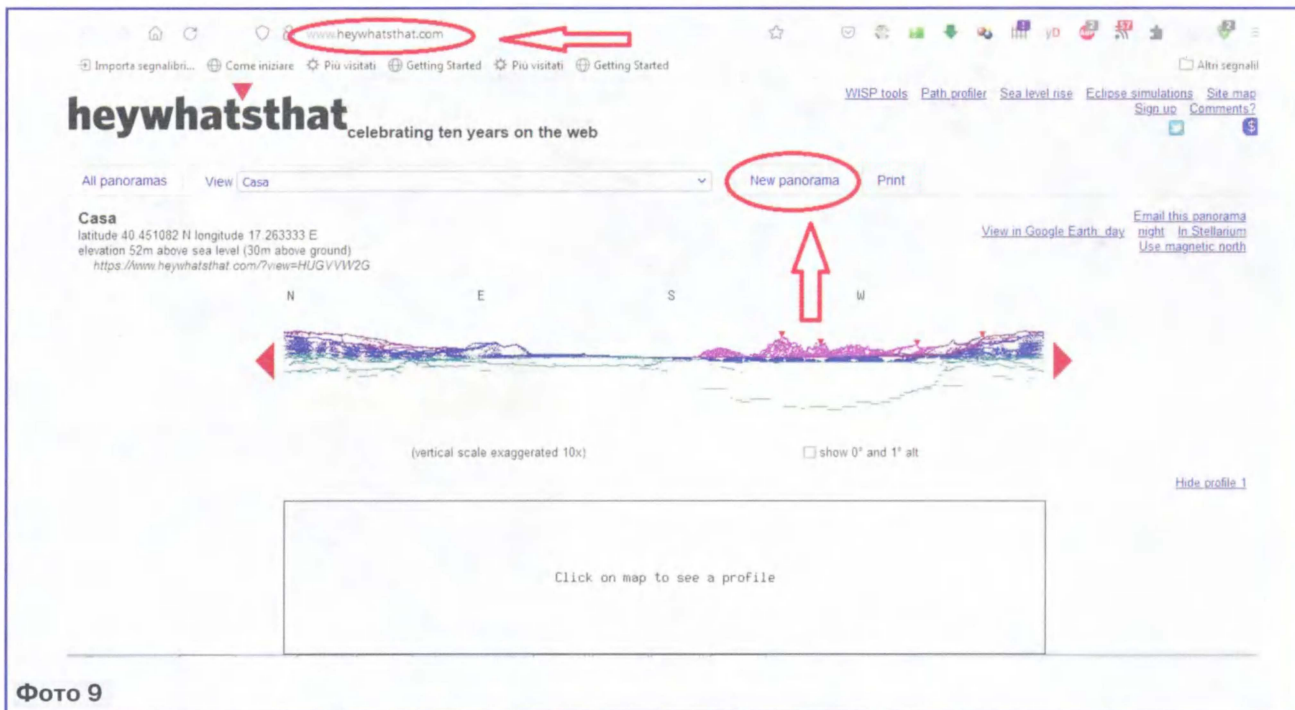 www.heywhatsthat.com
Importa segnalibri... Come iniziare Più visitati Getting Started Più visitati Getting Started Altri segnalil
WISP tools Path profiler Sea level rise Eclipse simulations Site map
Sign up Comments?
heywhatsthat celebrating ten years on the web
All panoramas View Casa New panorama Print
Casa
latitude 40.451082 N longitude 17.263333 E
elevation 52m above sea level (30m above ground)
https://www.heywhatsthat.com/?view=HUGVVW2G
Email this panorama
View in Google Earth day night In Stellarium
Use magnetic north
N E S W
(vertical scale exaggerated 10x) show 0° and 1° alt
Hide profile 1
Click on map to see a profile
Фото 9